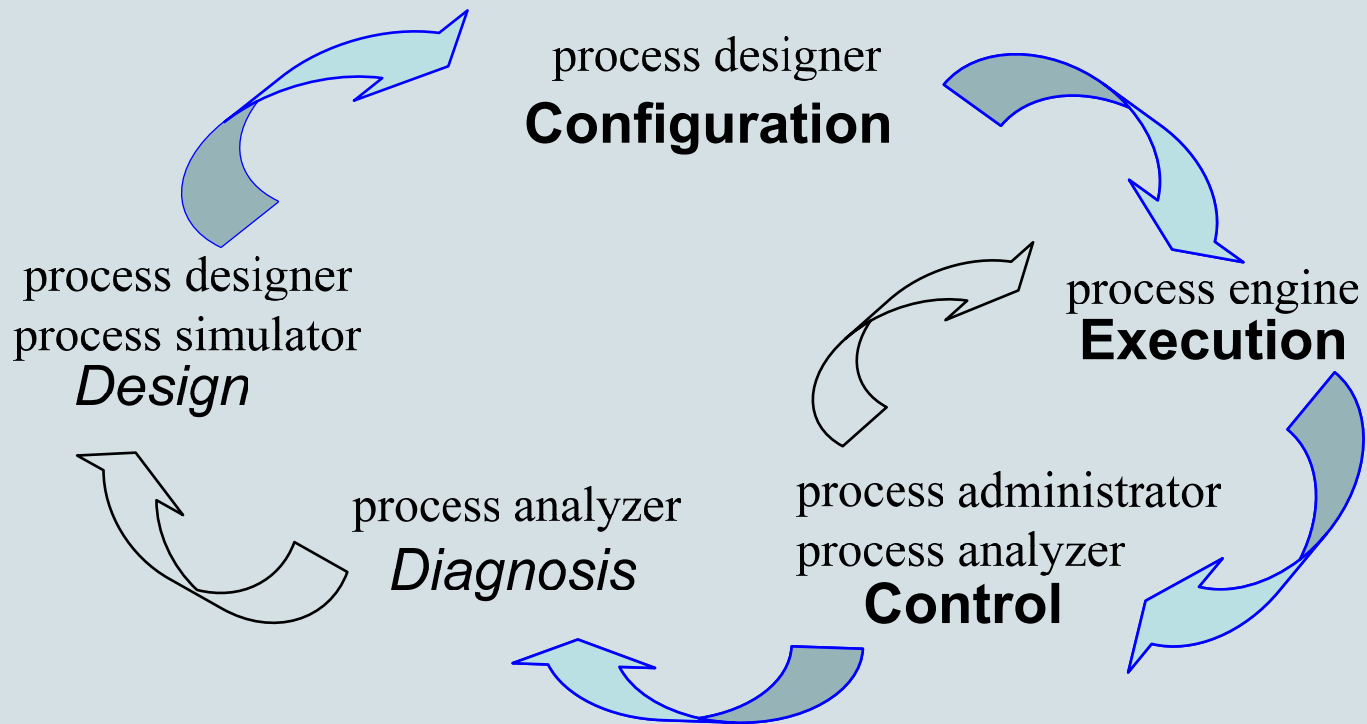 process designer
Configuration
process designer
process simulator
Design
process engine
Execution
process analyzer
Diagnosis
process administrator
process analyzer
Control